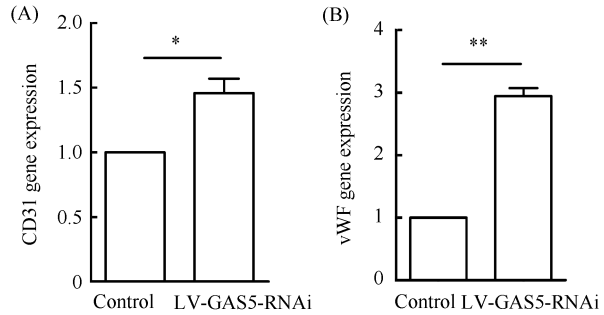 (A)
CD31 gene expression
2.0
1.5
1.0
0.5
0
*
Control
LV-GAS5-RNAi
(B)
vWF gene expression
4
3
2
1
0
**
Control
LV-GAS5-RNAi